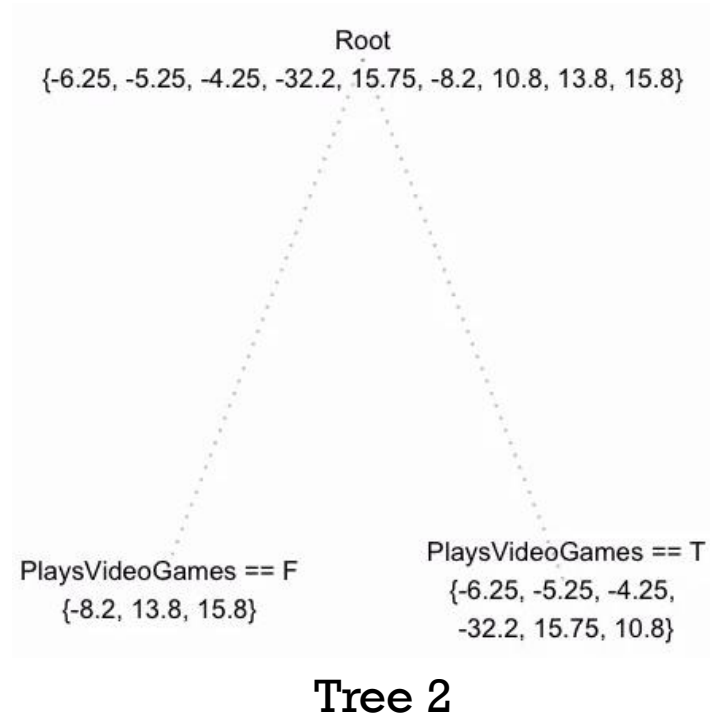 Root
{-6.25, -5.25, -4.25, -32.2, 15.75, -8.2, 10.8, 13.8, 15.8}
PlaysVideoGames == F
{-8.2, 13.8, 15.8}
PlaysVideoGames == T
{-6.25, -5.25, -4.25,
-32.2, 15.75, 10.8}
Tree 2